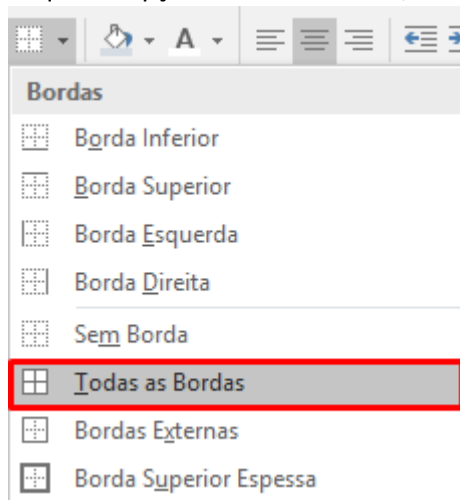 A
Bordas
Borda Inferior
Borda Superior
Borda Esquerda
Borda Direita
Sem Borda
Todas as Bordas
Bordas Externas
Borda Superior Espessa